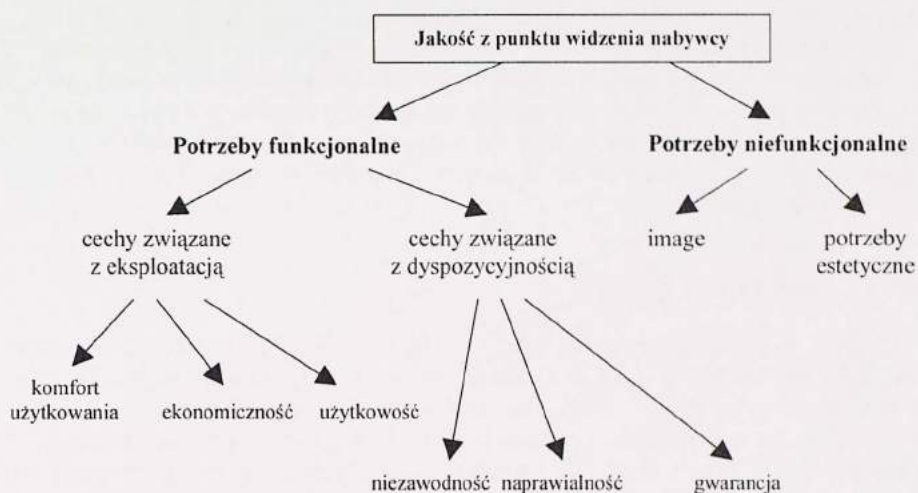 Jakość z punktu widzenia nabywcy
Potrzeby funkcjonalne
Potrzeby niefunkcjonalne
cechy związane
z eksploatacją
cechy związane
z dyspozycyjnością
image
potrzeby
estetyczne
komfort
użytkowania
ekonomiczność
użytkowość
niezawodność
naprawialność
gwarancja